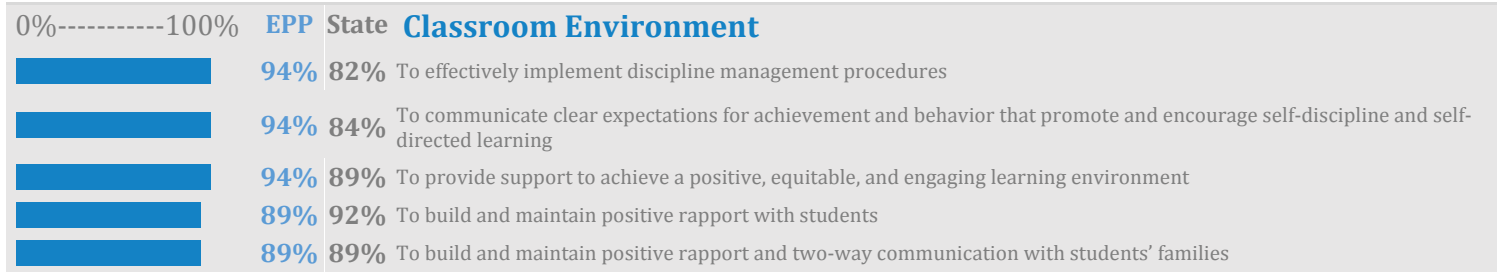 0%-----------100% EPP State Classroom Environment
94% 82% To effectively implement discipline management procedures
94% 84% To communicate clear expectations for achievement and behavior that promote and encourage self-discipline and self-
directed learning
94% 89% To provide support to achieve a positive, equitable, and engaging learning environment
89% 92% To build and maintain positive rapport with students
89% 89% To build and maintain positive rapport and two-way communication with students’ families